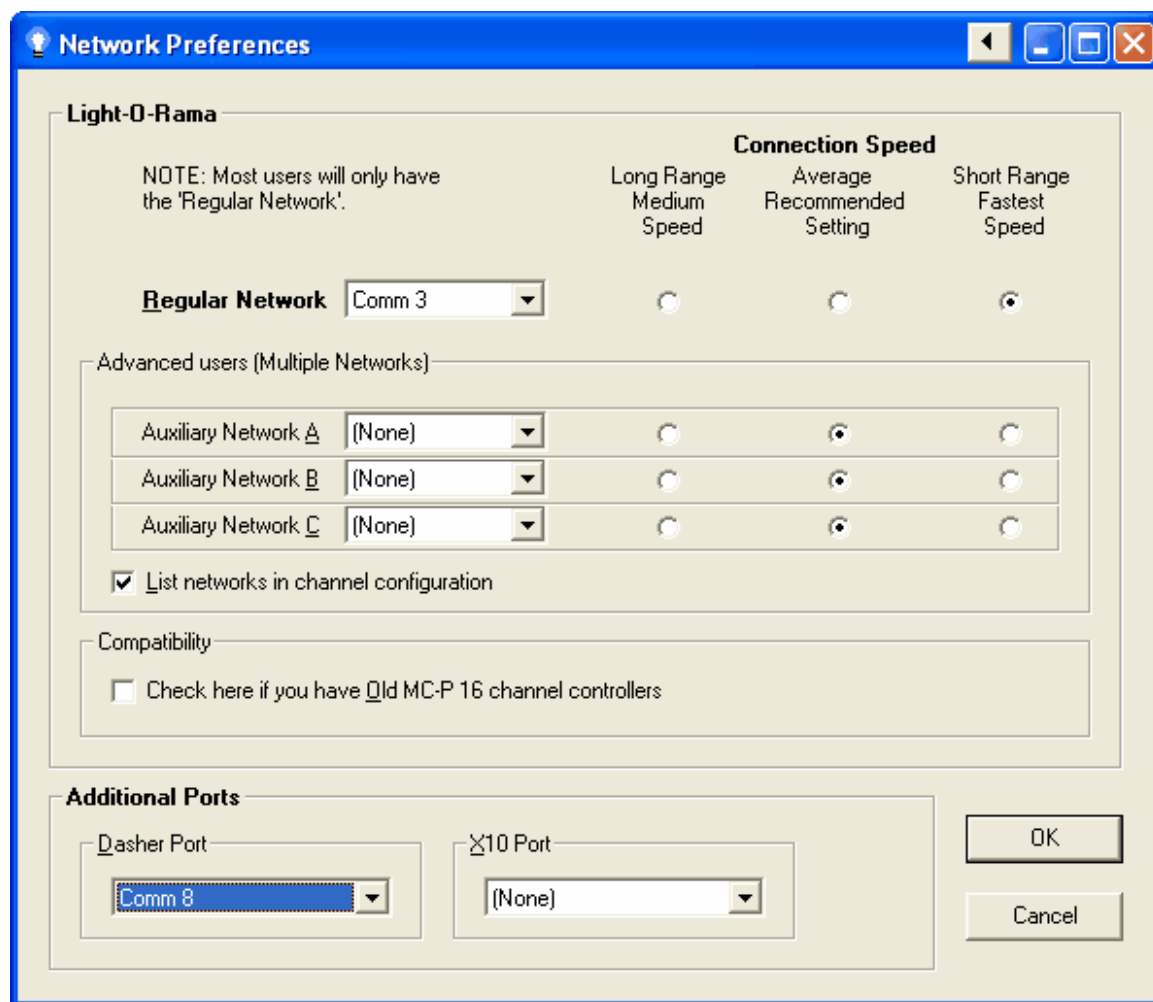 Network Preferences
Light-O-Rama
Connection Speed
NOTE: Most users will only have
the 'Regular Network'.
Long Range
Medium
Speed
Average
Recommended
Setting
Short Range
Fastest
Speed
Regular Network
Comm 3
Advanced users (Multiple Networks)
Auxiliary Network A
(None)
Auxiliary Network B
(None)
Auxiliary Network C
(None)
List networks in channel configuration
Compatibility
Check here if you have Old MC-P 16 channel controllers
Additional Ports
Dasher Port
Comm 8
X10 Port
(None)
OK
Cancel